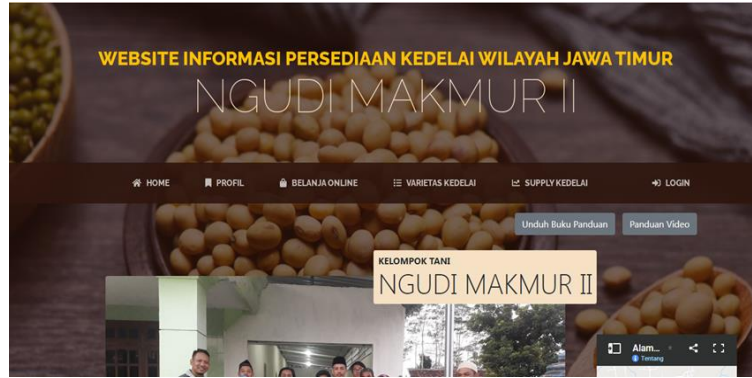 WEBSITE INFORMASI PERSEDIAAN KEDELAI WILAYAH JAWA TIMUR
NGUDI MAKMUR II
HOME PROFIL BELANJA ONLINE VARIETAS KEDELAI SUPPLY KEDELAI LOGIN
Unduh Buku Panduan Panduan Video
KELOMPOK TANI
NGUDI MAKMUR II
Alam...
Tentang